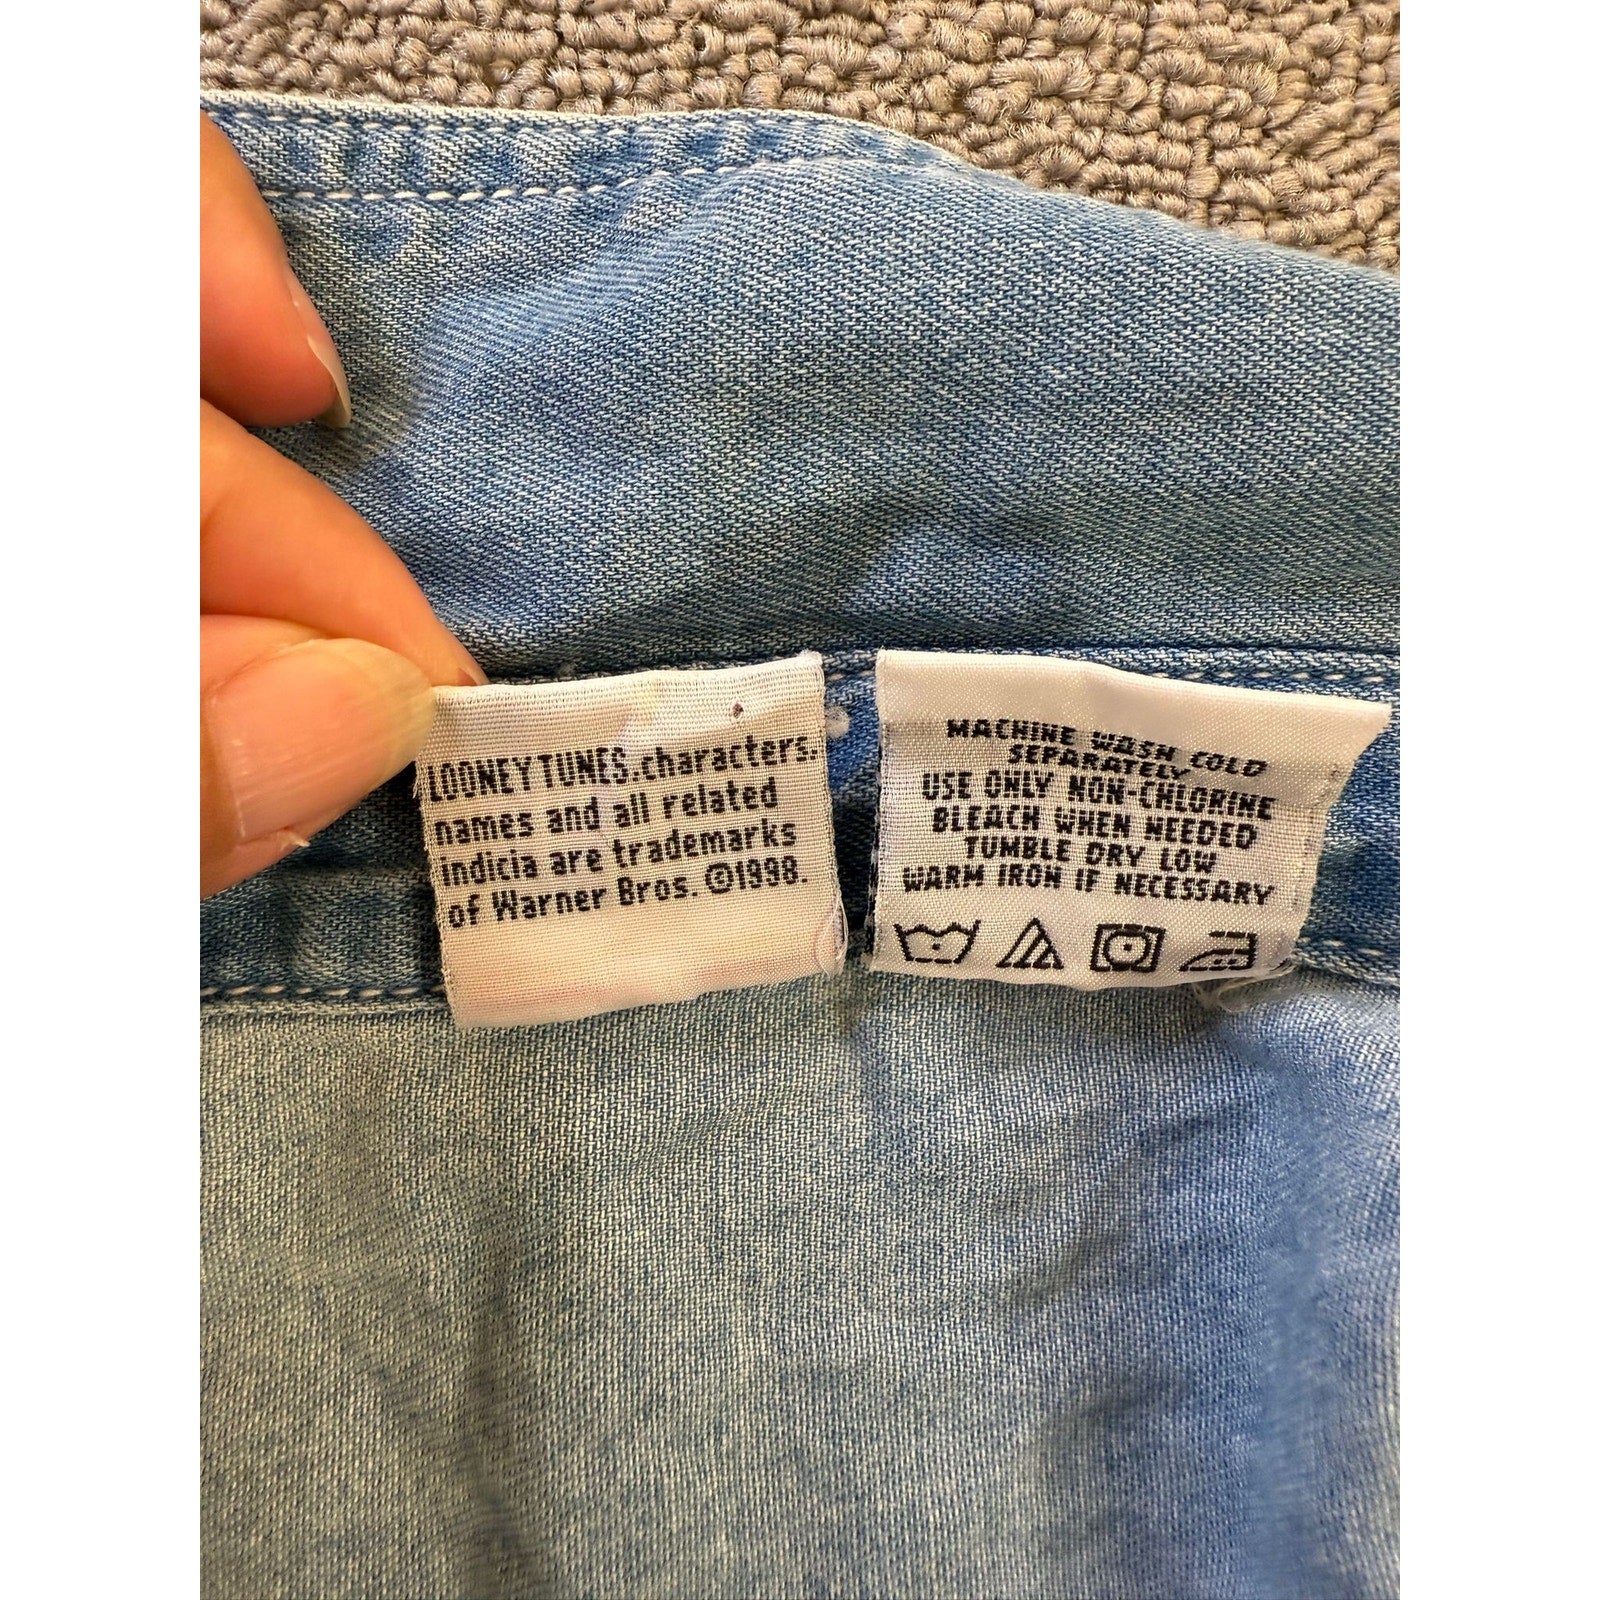 LOONEY TUNES. characters.
names and all related
indicia are trademarks
of Warner Bros. ©1998.
MACHINE WASH COLD
SEPARATELY
USE ONLY NON-CHLORINE
BLEACH WHEN NEEDED
TUMBLE DRY LOW
WARM IRON IF NECESSARY